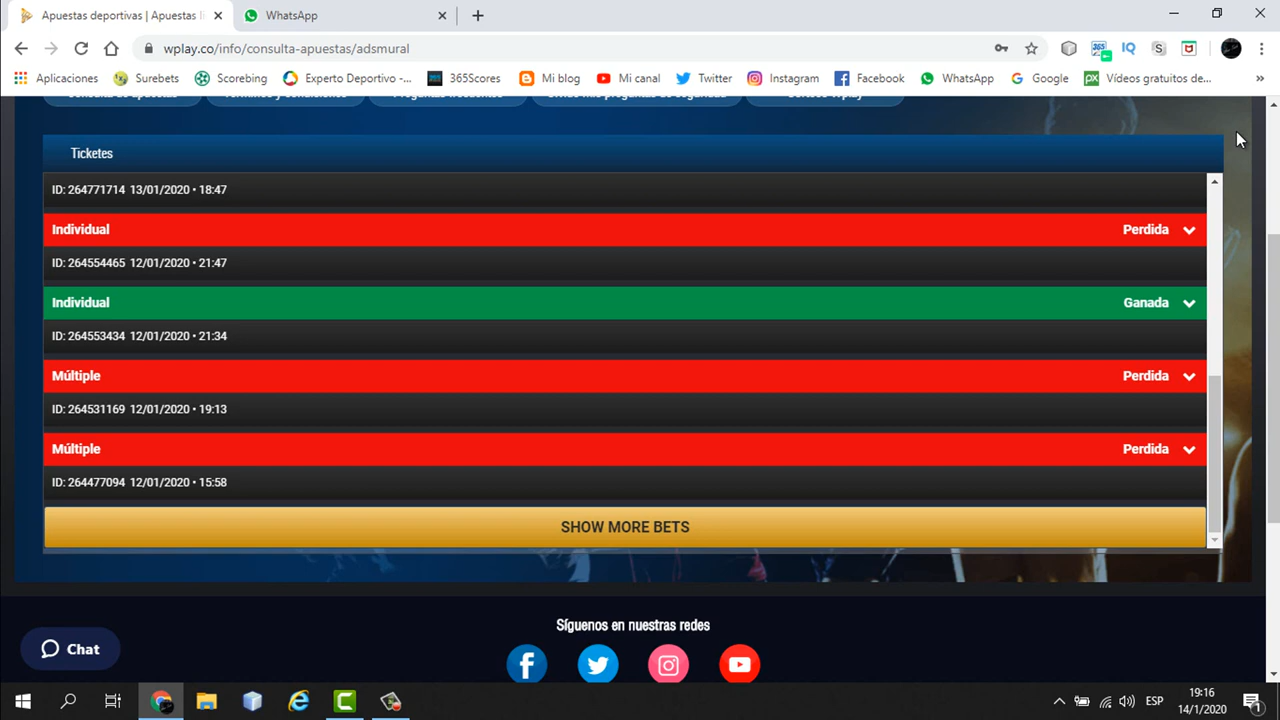 Apuestas deportivas | Apuestas li
WhatsApp
wplay.co/info/consulta-apuestas/adsmural
Aplicaciones
Surebets
Scorebing
Experto Deportivo -...
365Scores
Mi blog
Mi canal
Twitter
Instagram
Facebook
WhatsApp
Google
Vídeos gratuitos de...
»
Ticketes
ID: 264771714 13/01/2020 • 18:47
Individual Perdida
ID: 264554465 12/01/2020 • 21:47
Individual Ganada
ID: 264553434 12/01/2020 • 21:34
Múltiple Perdida
ID: 264531169 12/01/2020 • 19:13
Múltiple Perdida
ID: 264477094 12/01/2020 • 15:58
SHOW MORE BETS
Síguenos en nuestras redes
Chat
ESP
19:16
14/1/2020
1